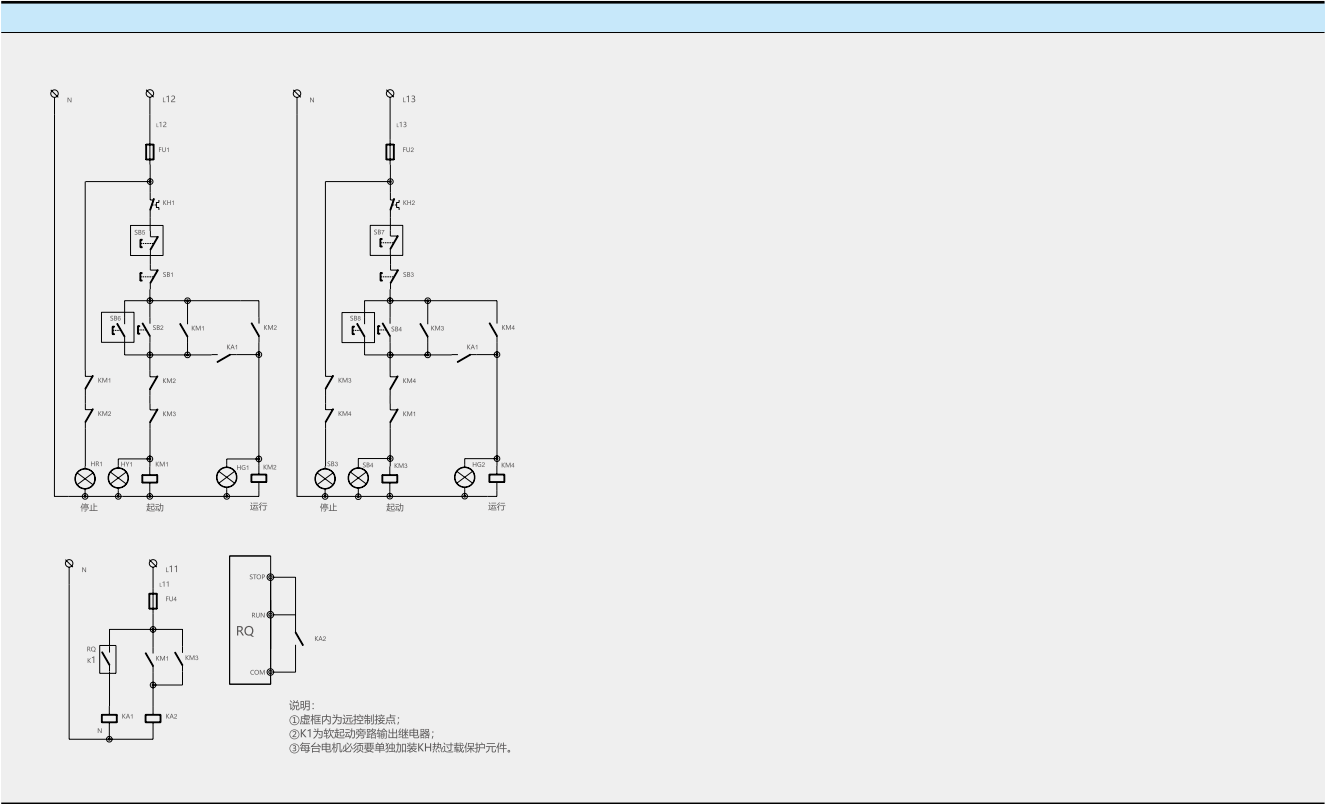 N L12 N L13
L12 L13
FU1 FU2
KH1 KH2
SB5 SB7
SB1 SB3
SB6 SB2 KM1 KM2 SB8 SB4 KM3 KM4
KA1 KA1
KM1 KM2 KM3 KM4
KM2 KM3 KM4 KM1
HR1 HY1 KM1 HG1 KM2 SB3 SB4 KM3 HG2 KM4
停止 起动 运行 停止 起动 运行
N L11
L11
FU4
RQ
K1 KM1 KM3
KA1 KA2
N
STOP
RUN
RQ
KA2
COM
说明：
①虚框内为远控制接点；
②K1为软起动旁路输出继电器；
③每台电机必须要单独加装KH热过载保护元件。